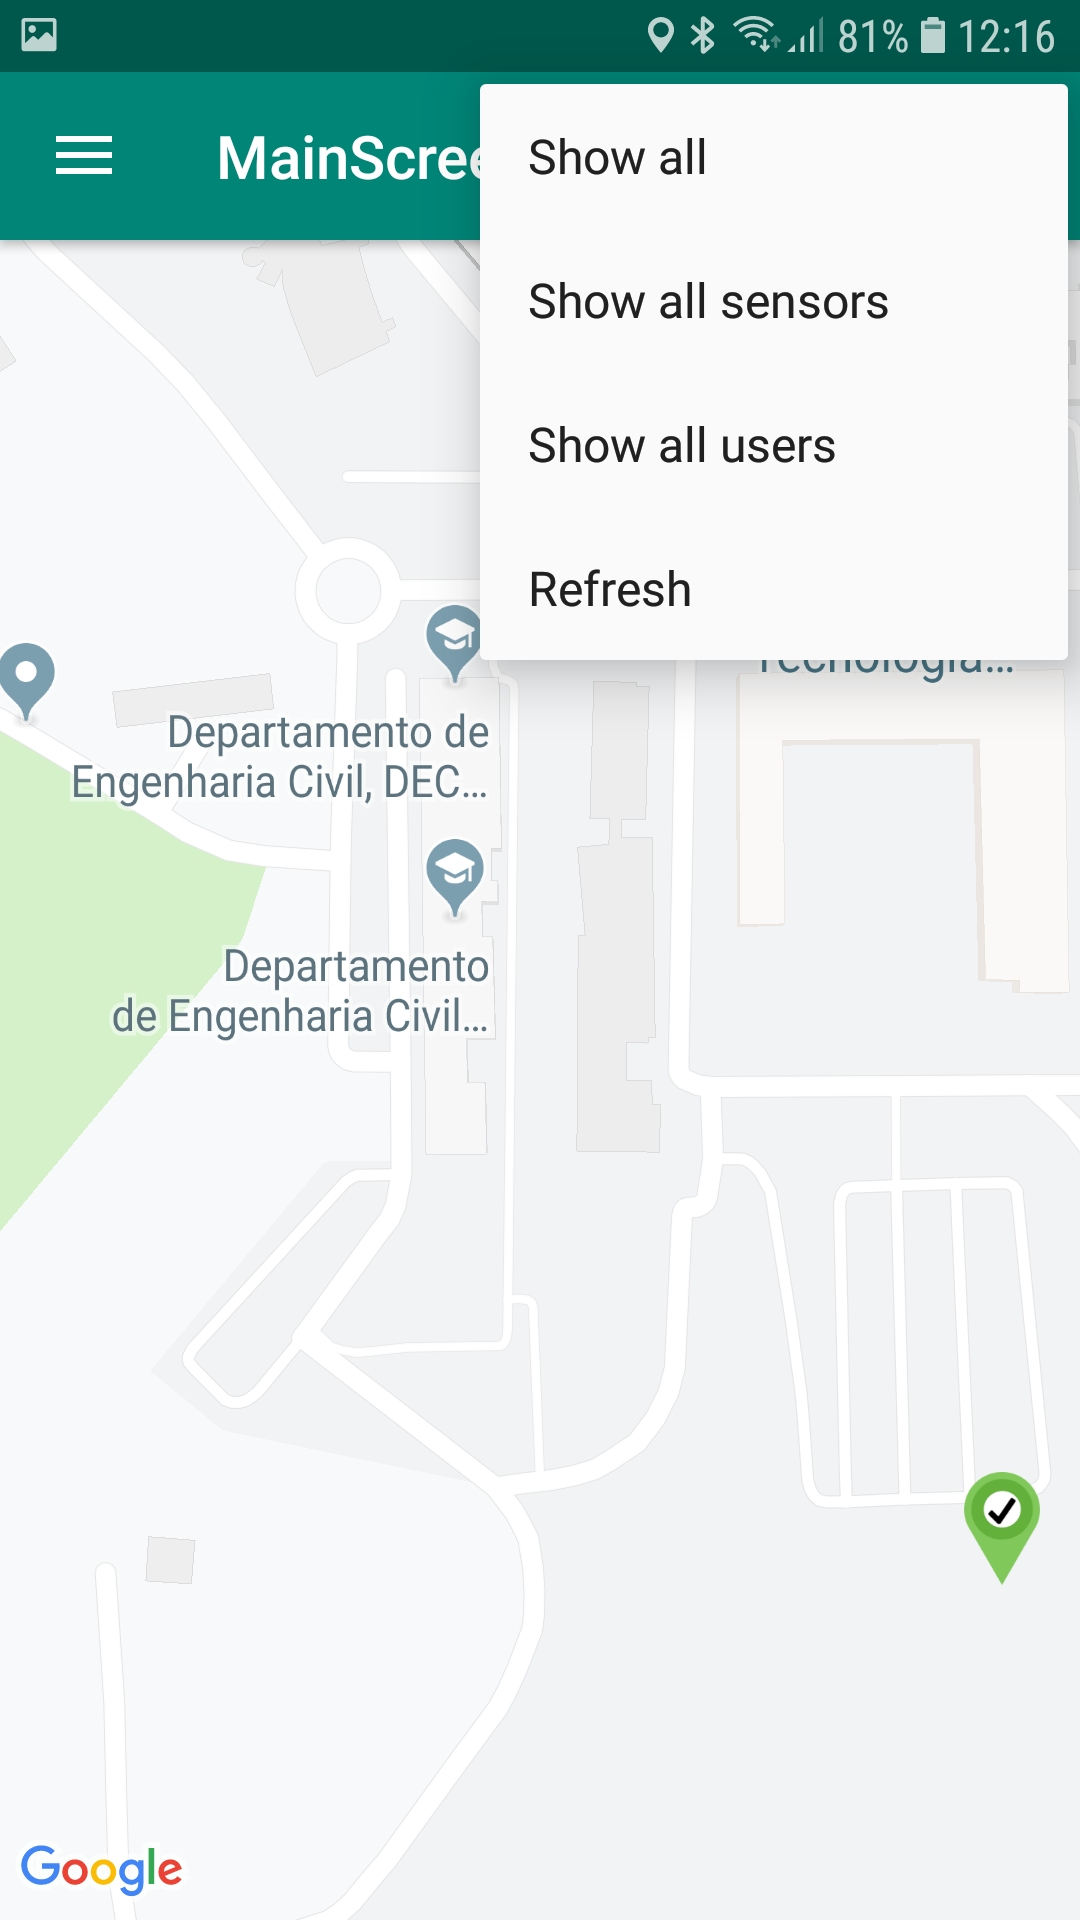 81% 12:16
MainScree
Show all
Show all sensors
Show all users
Refresh
Tecnologia...
Departamento de
Engenharia Civil, DEC...
Departamento
de Engenharia Civil...
Google